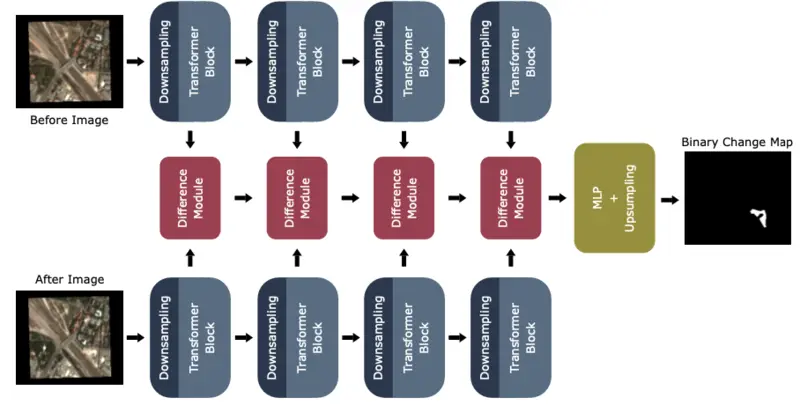 Downsampling
Transformer
Block
Downsampling
Transformer
Block
Downsampling
Transformer
Block
Downsampling
Transformer
Block
Before Image
Binary Change Map
Difference
Module
Difference
Module
Difference
Module
Difference
Module
MLP
+
Upsumpling
After Image
Downsampling
Transformer
Block
Downsampling
Transformer
Block
Downsampling
Transformer
Block
Downsampling
Transformer
Block